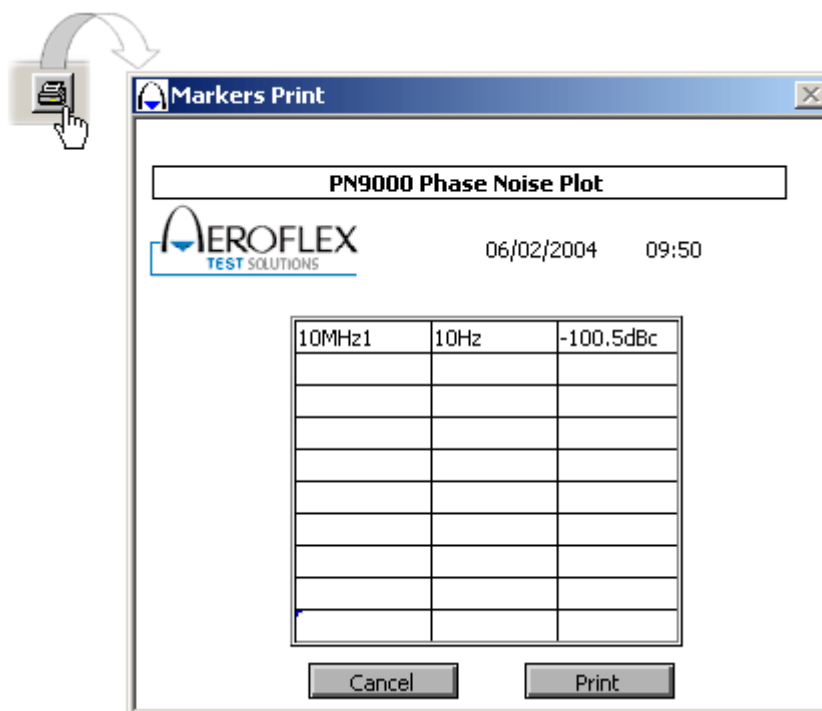 Markers Print
PN9000 Phase Noise Plot
AEROFLEX
TEST SOLUTIONS
06/02/2004 09:50
10MHz1 10Hz -100.5dBc
Cancel Print